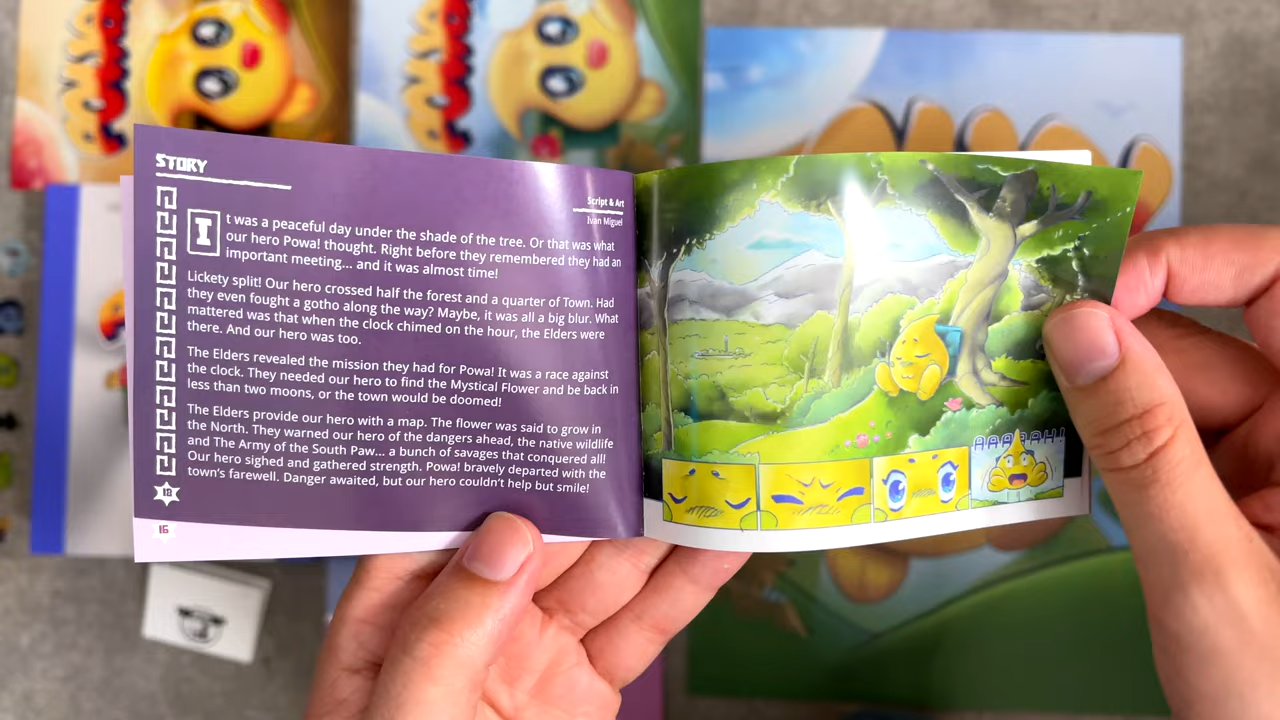 STORY
Script & Art
Ivan Miguel
It was a peaceful day under the shade of the tree. Or that was what
our hero Powa! thought. Right before they remembered they had an
important meeting... and it was almost time!
Lickety split! Our hero crossed half the forest and a quarter of Town. Had
they even fought a gotho along the way? Maybe, it was all a big blur. What
mattered was that when the clock chimed on the hour, the Elders were
there. And our hero was too.
The Elders revealed the mission they had for Powa! It was a race against
the clock. They needed our hero to find the Mystical Flower and be back in
less than two moons, or the town would be doomed!
The Elders provide our hero with a map. The flower was said to grow in
the North. They warned our hero of the dangers ahead, the native wildlife
and The Army of the South Paw... a bunch of savages that conquered all!
Our hero sighed and gathered strength. Powa! bravely departed with the
town's farewell. Danger awaited, but our hero couldn't help but smile!
18
16
AAAAAH!